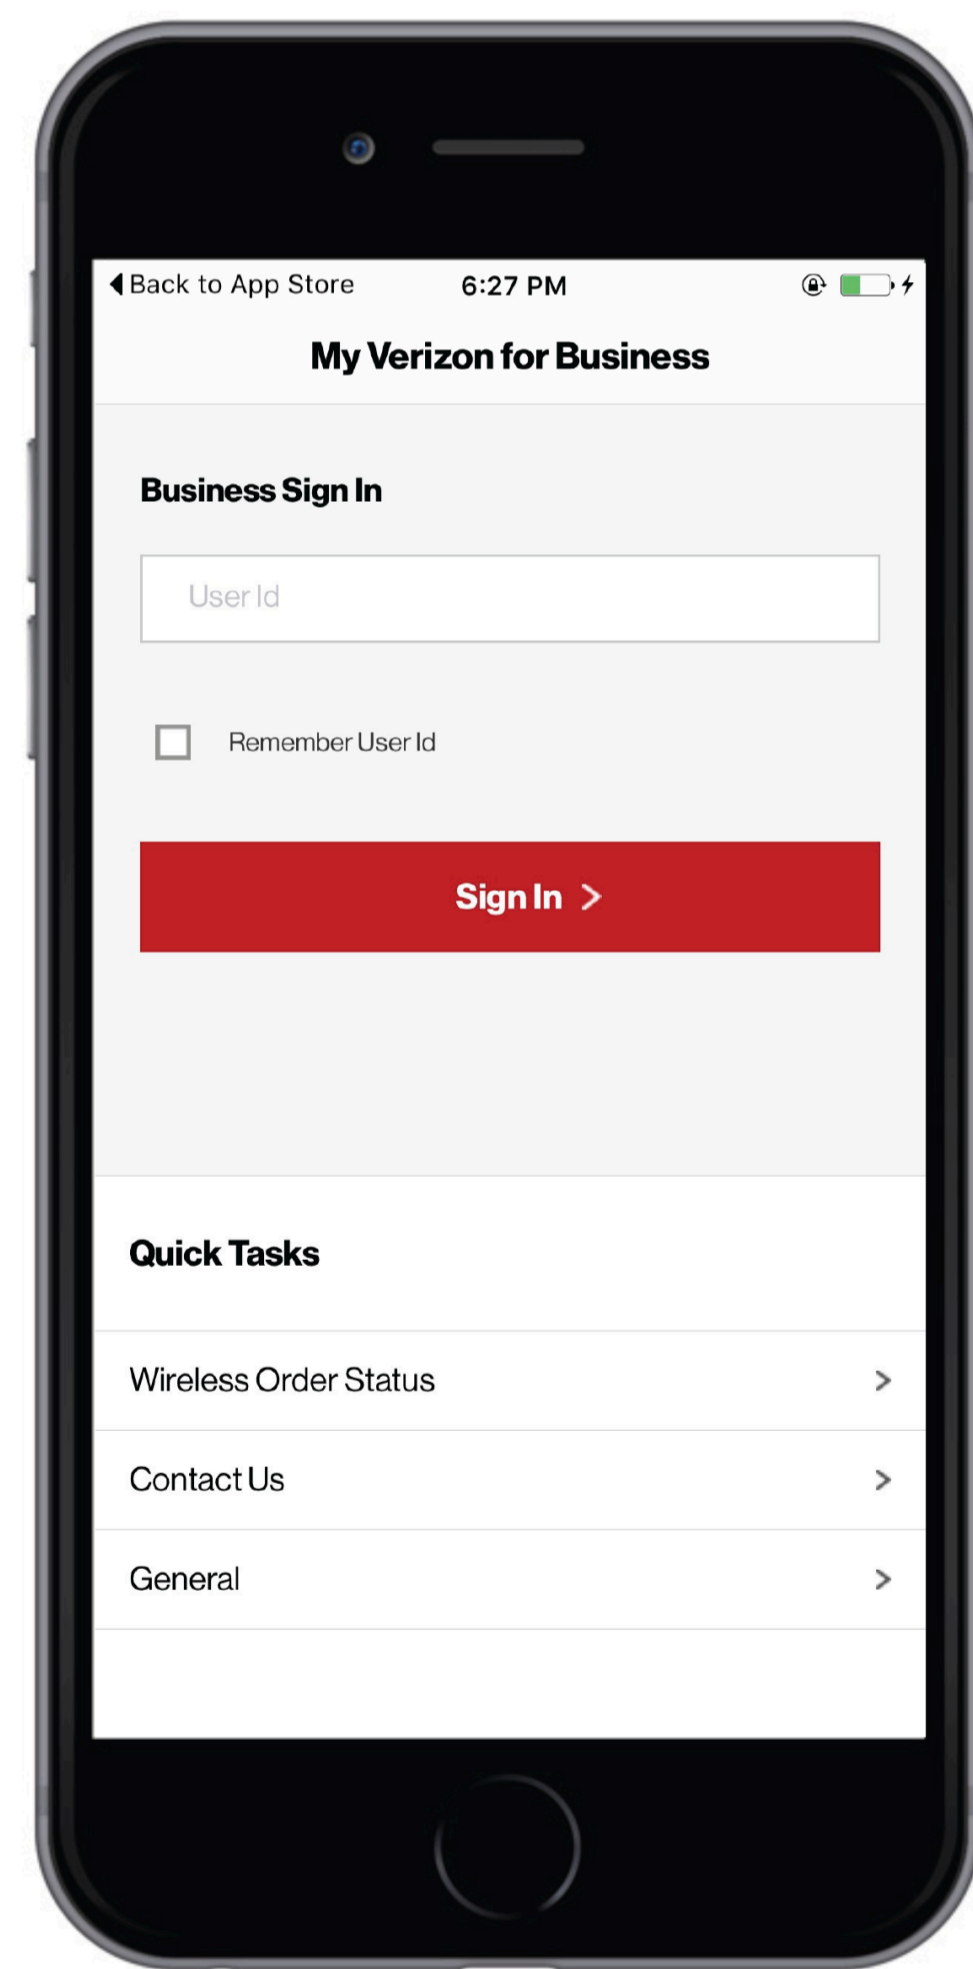 Back to App Store 6:27 PM
My Verizon for Business
Business Sign In
User Id
Remember User Id
Sign In >
Quick Tasks
Wireless Order Status >
Contact Us >
General >